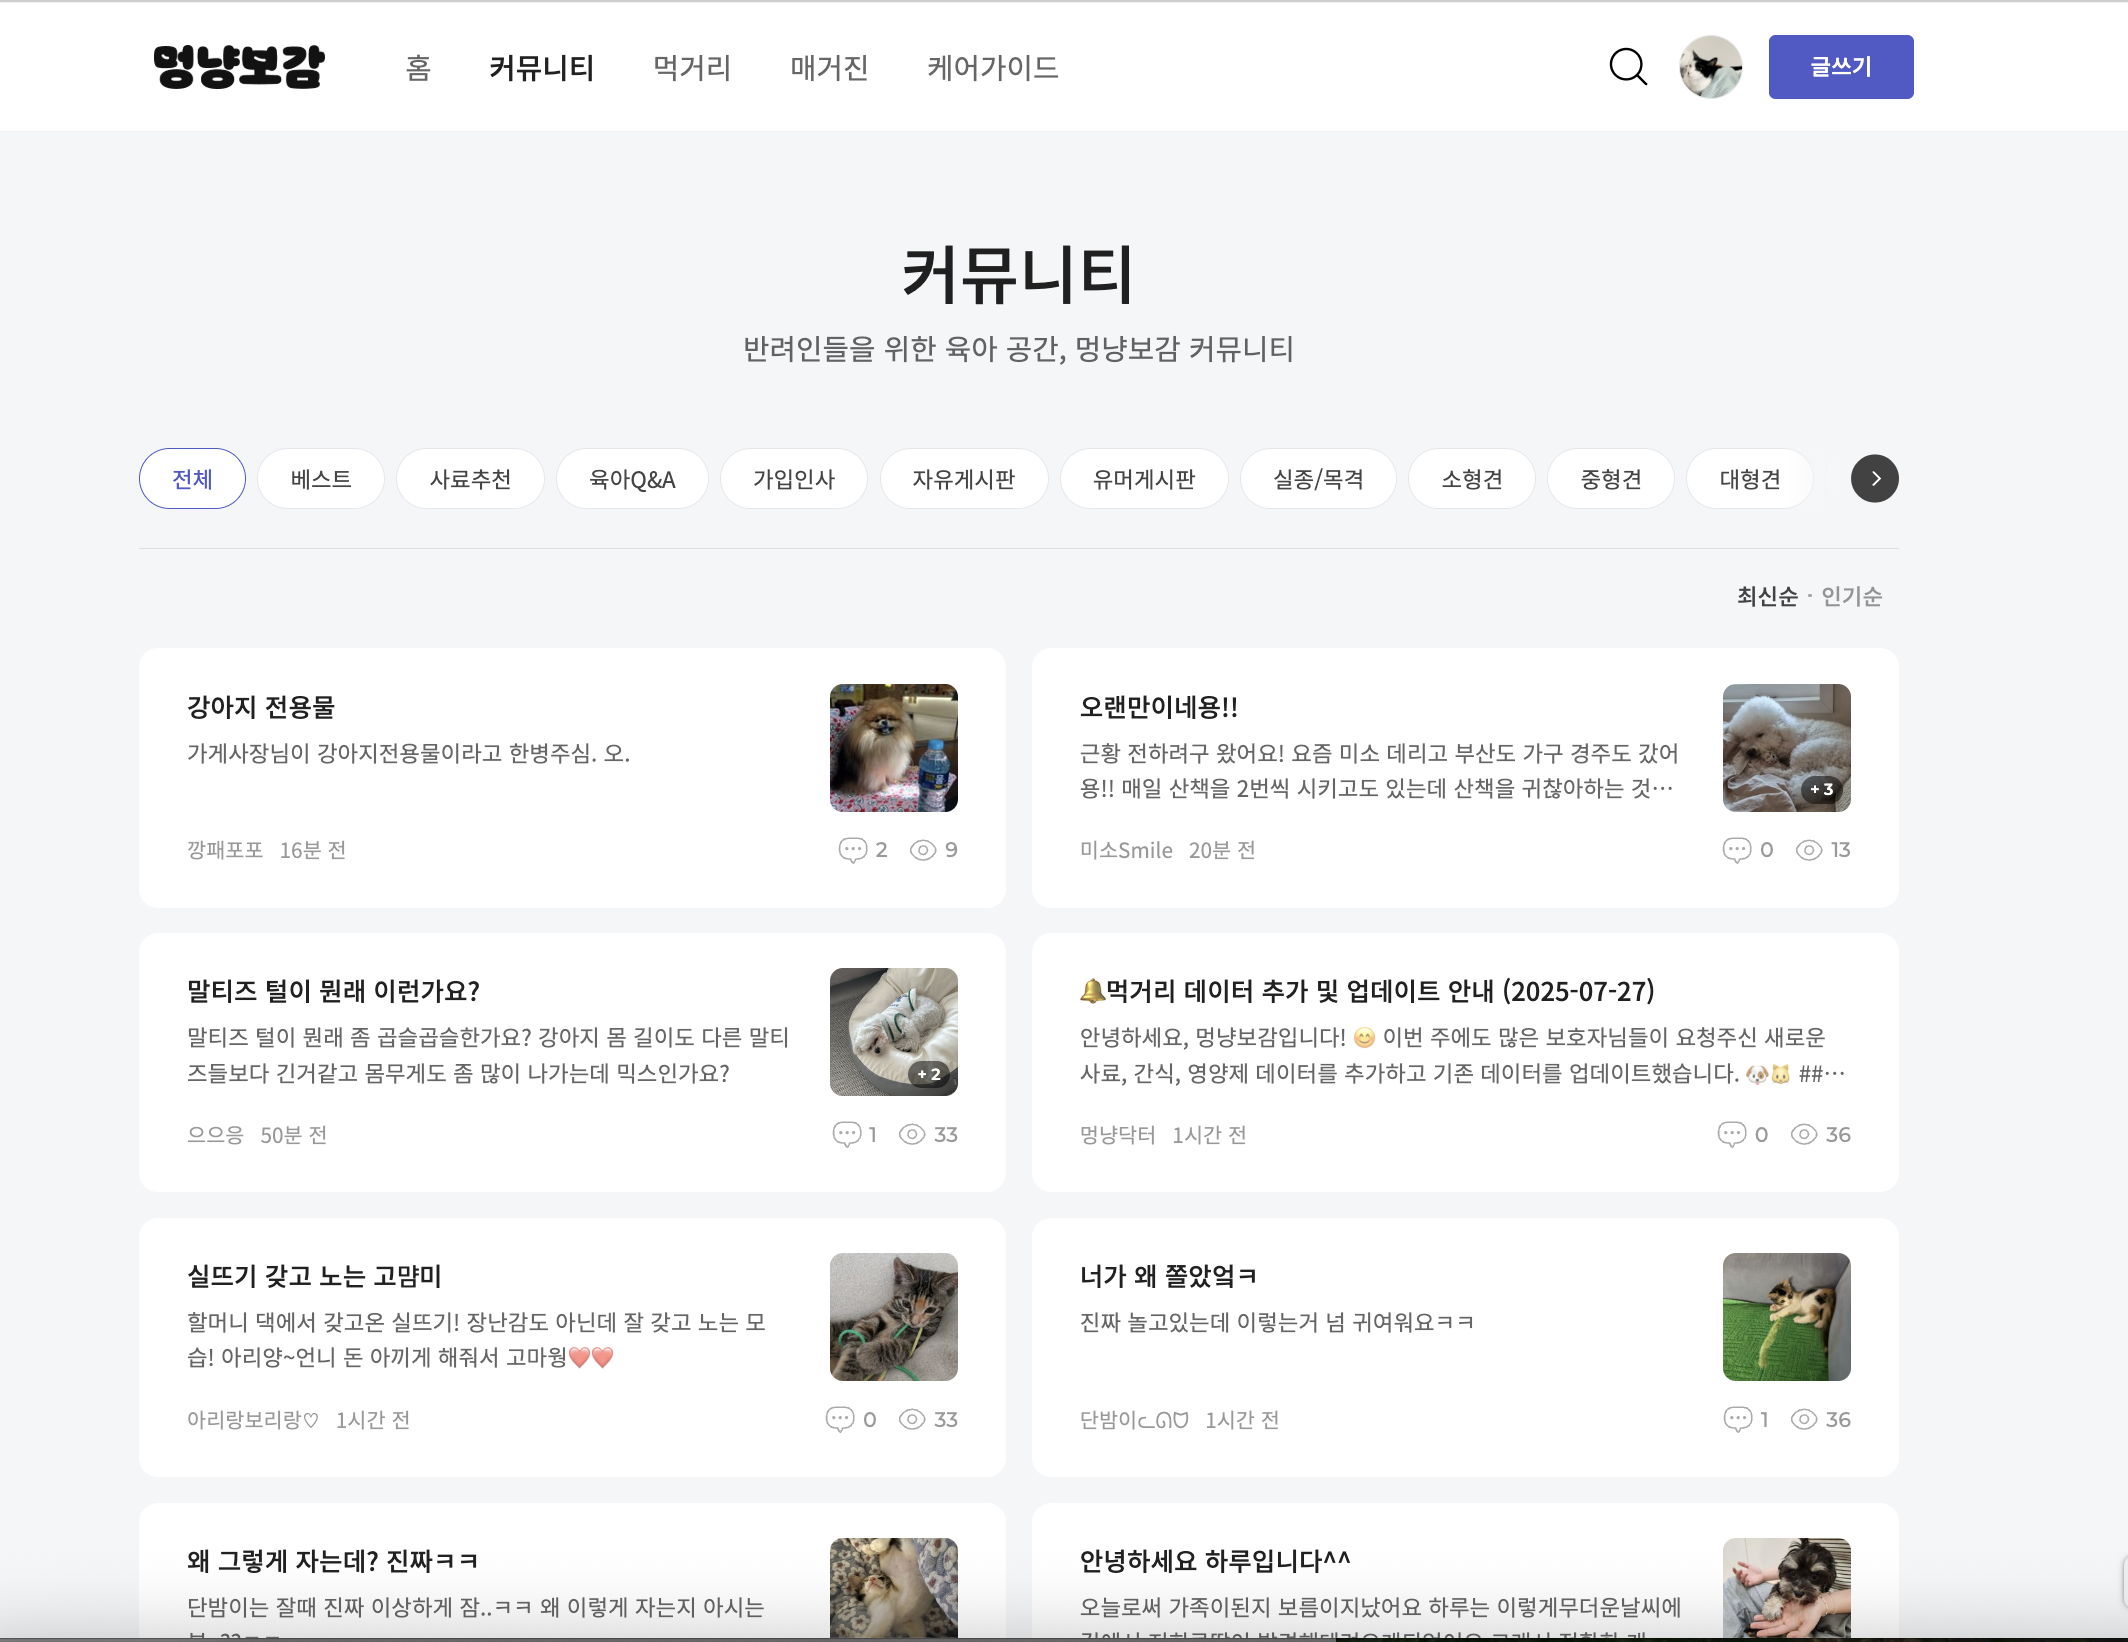 멍냥보감
홈 커뮤니티 먹거리 매거진 케어가이드
글쓰기
커뮤니티
반려인들을 위한 육아 공간, 멍냥보감 커뮤니티
전체 베스트 사료추천 육아Q&A 가입인사 자유게시판 유머게시판 실종/목격 소형견 중형견 대형견
최신순 · 인기순
강아지 전용물
가게사장님이 강아지전용물이라고 한병주심. 오.
깡패포포 16분 전
2 9
오랜만이네용!!
근황 전하려구 왔어요! 요즘 미소 데리고 부산도 가구 경주도 갔어
용!! 매일 산책을 2번씩 시키고도 있는데 산책을 귀찮아하는 것…
+ 3
미소Smile 20분 전
0 13
말티즈 털이 뭔래 이런가요?
말티즈 털이 뭔래 좀 곱슬곱슬한가요? 강아지 몸 길이도 다른 말티
즈들보다 긴거같고 몸무게도 좀 많이 나가는데 믹스인가요?
+ 2
으으응 50분 전
1 33
🔔먹거리 데이터 추가 및 업데이트 안내 (2025-07-27)
안녕하세요, 멍냥보감입니다! 😊 이번 주에도 많은 보호자님들이 요청주신 새로운
사료, 간식, 영양제 데이터를 추가하고 기존 데이터를 업데이트했습니다. 🐶🐱 ##…
멍냥닥터 1시간 전
0 36
실뜨기 갖고 노는 고먐미
할머니 댁에서 갖고온 실뜨기! 장난감도 아닌데 잘 갖고 노는 모
습! 아리양~언니 돈 아끼게 해줘서 고마웡❤️❤️
아리랑보리랑♡ 1시간 전
0 33
너가 왜 쫄았엌ㅋ
진짜 놀고있는데 이렇는거 넘 귀여워요ㅋㅋ
단밤이ᓚᘏᗢ 1시간 전
1 36
왜 그렇게 자는데? 진짜ㅋㅋ
단밤이는 잘때 진짜 이상하게 잠..ㅋㅋ 왜 이렇게 자는지 아시는
안녕하세요 하루입니다^^
오늘로써 가족이된지 보름이지났어요 하루는 이렇게무더운날씨에